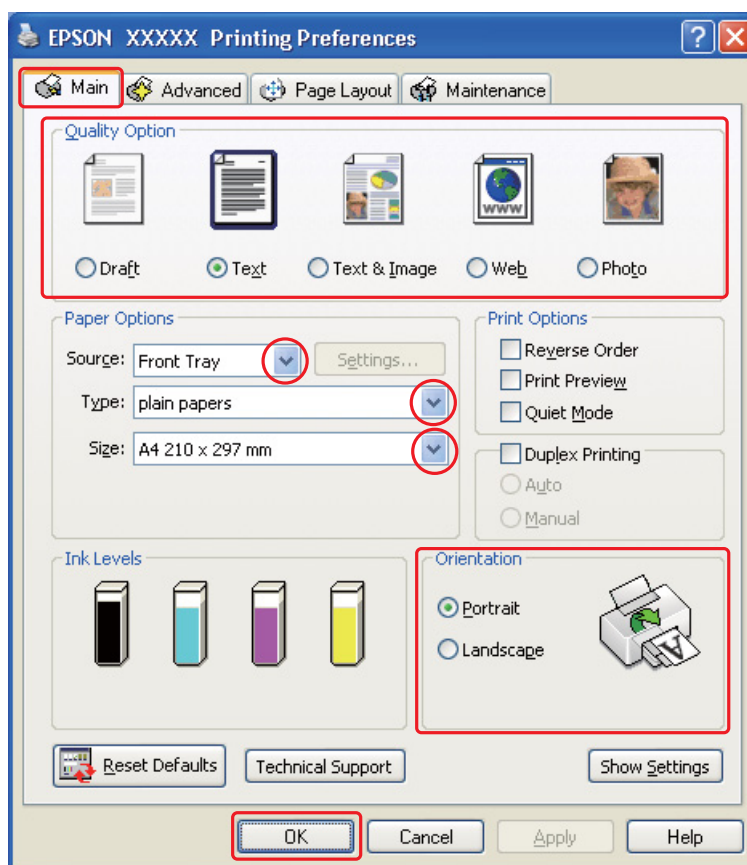 EPSON XXXXX Printing Preferences
Main
Advanced
Page Layout
Maintenance
Quality Option
WWW
Draft
Text
Text & Image
Web
Photo
Paper Options
Source: Front Tray
Settings...
Type: plain papers
Size: A4 210 x 297 mm
Print Options
Reverse Order
Print Preview
Quiet Mode
Duplex Printing
Auto
Manual
Ink Levels
Orientation
Portrait
Landscape
A
Reset Defaults
Technical Support
Show Settings
OK
Cancel
Apply
Help